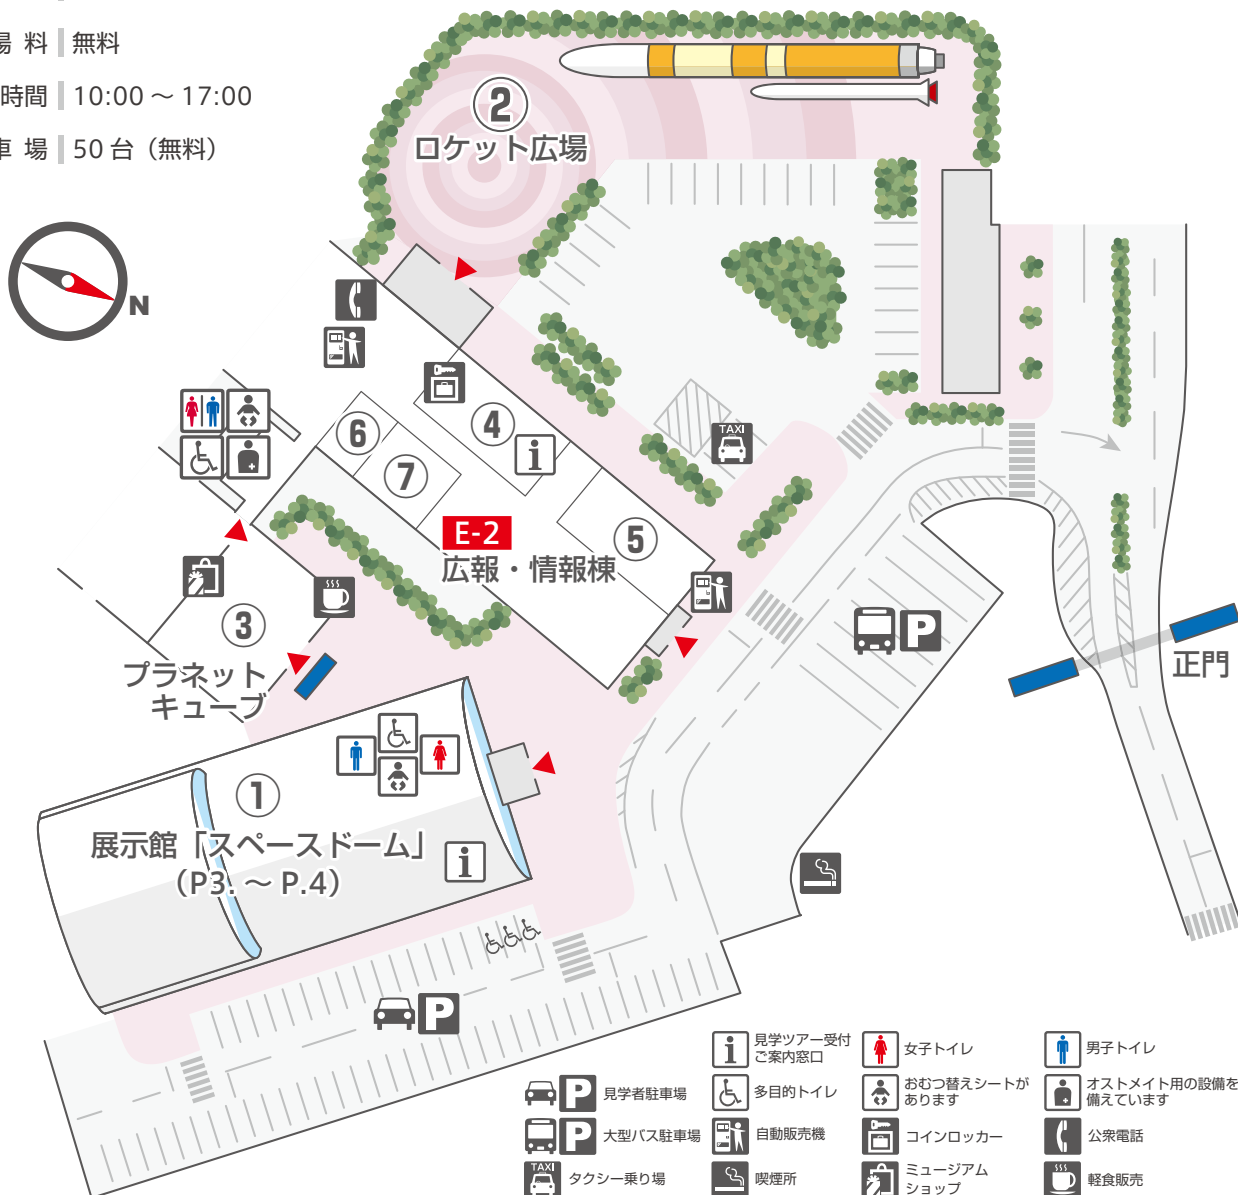 場 料 無料
時間 10:00 ～ 17:00
車 場 50 台（無料）
N
②
ロケット広場
⑥
④
⑦
⑤
TAXI
E-2
広報・情報棟
③
プラネット
キューブ
P
正門
①
展示館「スペースドーム」
（P3. ～ P.4）
i
i
P
i 見学ツアー受付
ご案内窓口
女子トイレ
男子トイレ
P 見学者駐車場
多目的トイレ
おむつ替えシートが
あります
オストメイト用の設備を
備えています
P 大型バス駐車場
自動販売機
コインロッカー
公衆電話
TAXI
タクシー乗り場
喫煙所
ミュージアム
ショップ
軽食販売